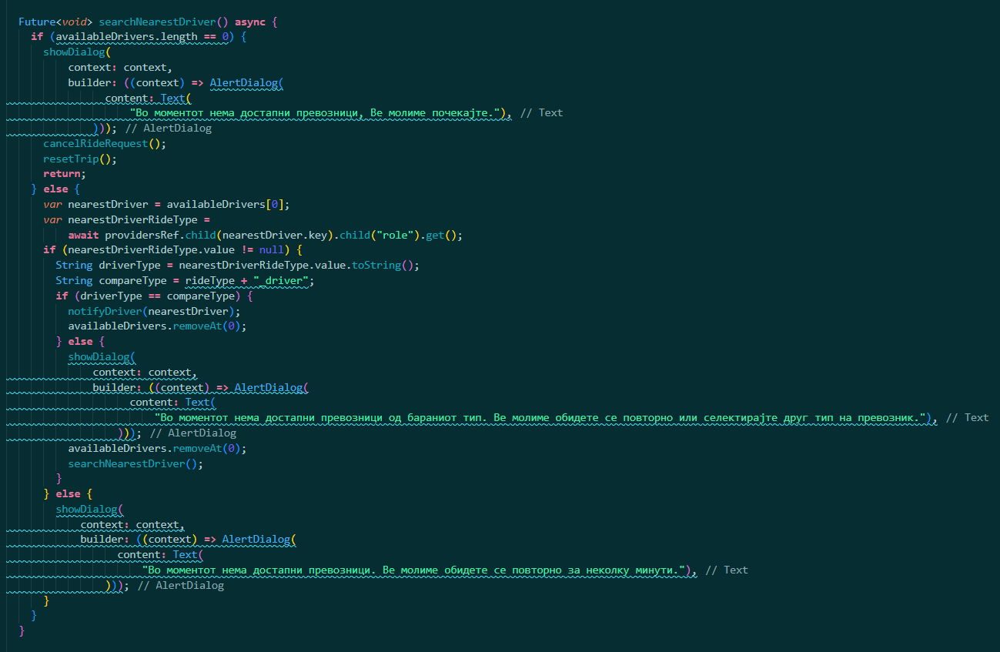 Future<void> searchNearestDriver() async {
if (availableDrivers.length == 0) {
showDialog(
context: context,
builder: ((context) => AlertDialog(
content: Text(
"Во моментот нема достапни превозници, Ве молиме почекајте."), // Text
))); // AlertDialog
cancelRideRequest();
resetTrip();
return;
} else {
var nearestDriver = availableDrivers[0];
var nearestDriverRideType =
await providersRef.child(nearestDriver.key).child("role").get();
if (nearestDriverRideType.value != null) {
String driverType = nearestDriverRideType.value.toString();
String compareType = rideType + "_driver";
if (driverType == compareType) {
notifyDriver(nearestDriver);
availableDrivers.removeAt(0);
} else {
showDialog(
context: context,
builder: ((context) => AlertDialog(
content: Text(
"Во моментот нема достапни превозници од бараниот тип. Ве молиме обидете се повторно или селектирајте друг тип на превозник."), // Text
))); // AlertDialog
availableDrivers.removeAt(0);
searchNearestDriver();
}
} else {
showDialog(
context: context,
builder: ((context) => AlertDialog(
content: Text(
"Во моментот нема достапни превозници. Ве молиме обидете се повторно за неколку минути."), // Text
))); // AlertDialog
}
}
}